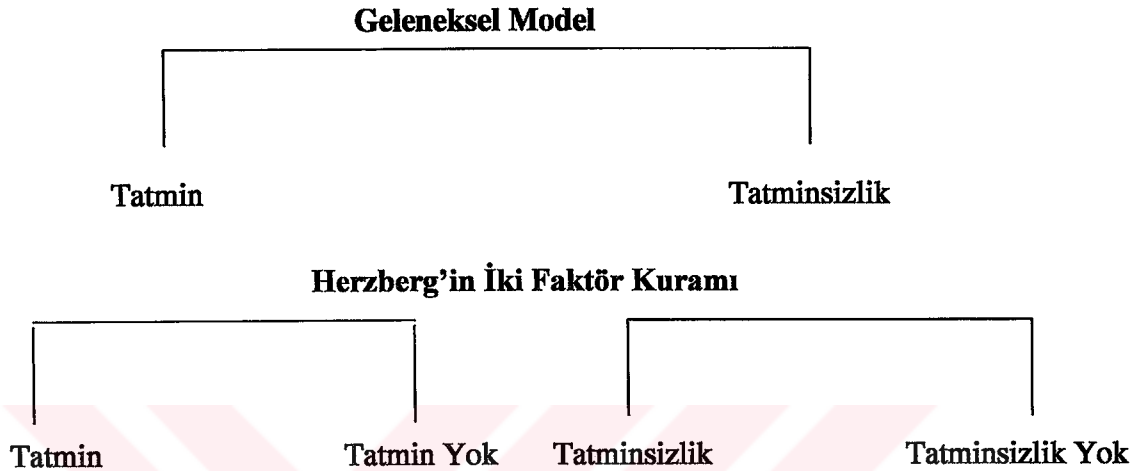 Geleneksel Model
Tatmin Tatminsizlik
Herzberg’in İki Faktör Kuramı
Tatmin Tatmin Yok Tatminsizlik Tatminsizlik Yok